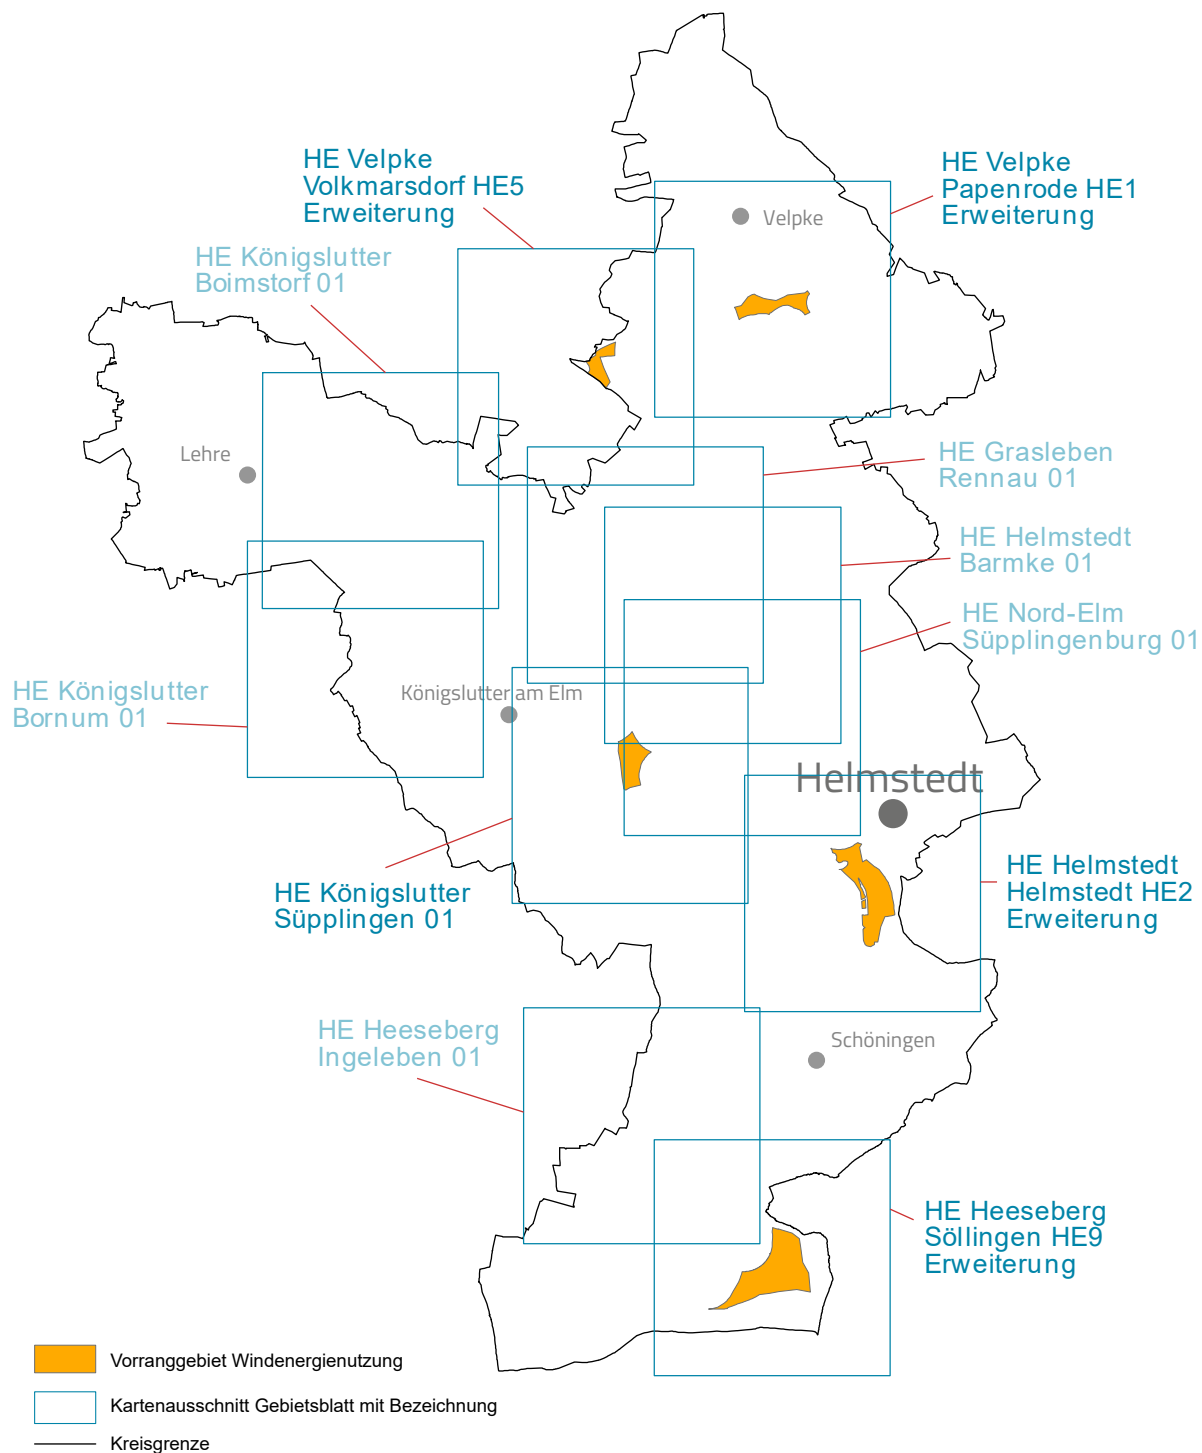 HE Velpke
Volkmarsdorf HE5
Erweiterung
HE Velpke
Papenrode HE1
Erweiterung
Velpke
HE Königslutter
Boimstorf 01
Lehre
HE Grasleben
Rennau 01
HE Helmstedt
Barmke 01
HE Nord-Elm
Süpplingenburg 01
HE Königslutter
Bornum 01
Königslutter am Elm
Helmstedt
HE Königslutter
Süpplingen 01
HE Helmstedt
Helmstedt HE2
Erweiterung
HE Heeseberg
Ingeleben 01
Schöningen
HE Heeseberg
Söllingen HE9
Erweiterung
Vorranggebiet Windenergienutzung
Kartenausschnitt Gebietsblatt mit Bezeichnung
Kreisgrenze